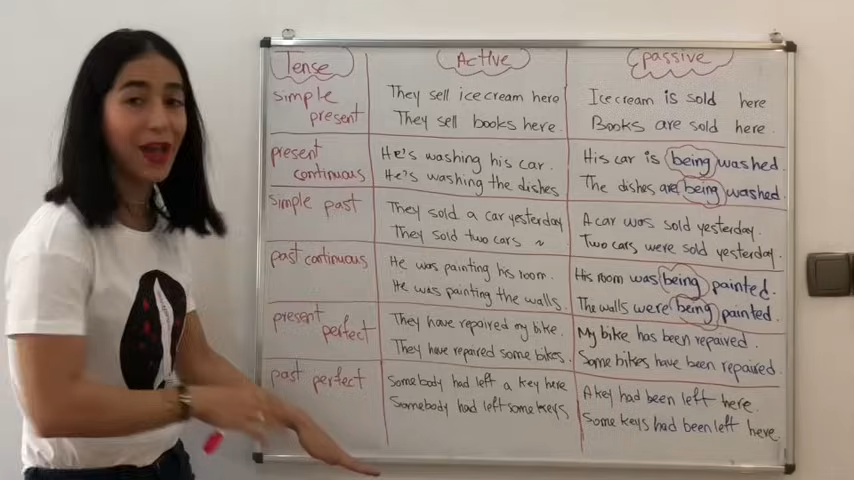 Tense Active passive
simple present
They sell icecream here
They sell books here.
Icecream is sold here
Books are sold here.
present continuous
He's washing his car.
He's washing the dishes
His car is being washed.
The dishes are being washed.
simple past
They sold a car yesterday
They sold two cars ~
A car was sold yesterday.
Two cars were sold yesterday.
past continuous
He was painting his room.
He was painting the walls.
His room was being painted.
The walls were being painted.
present perfect
They have repaired my bike.
They have repaired some bikes.
My bike has been repaired.
Some bikes have been repaired.
past perfect
Somebody had left a key here
Somebody had left some keys
A key had been left here.
Some keys had been left here.